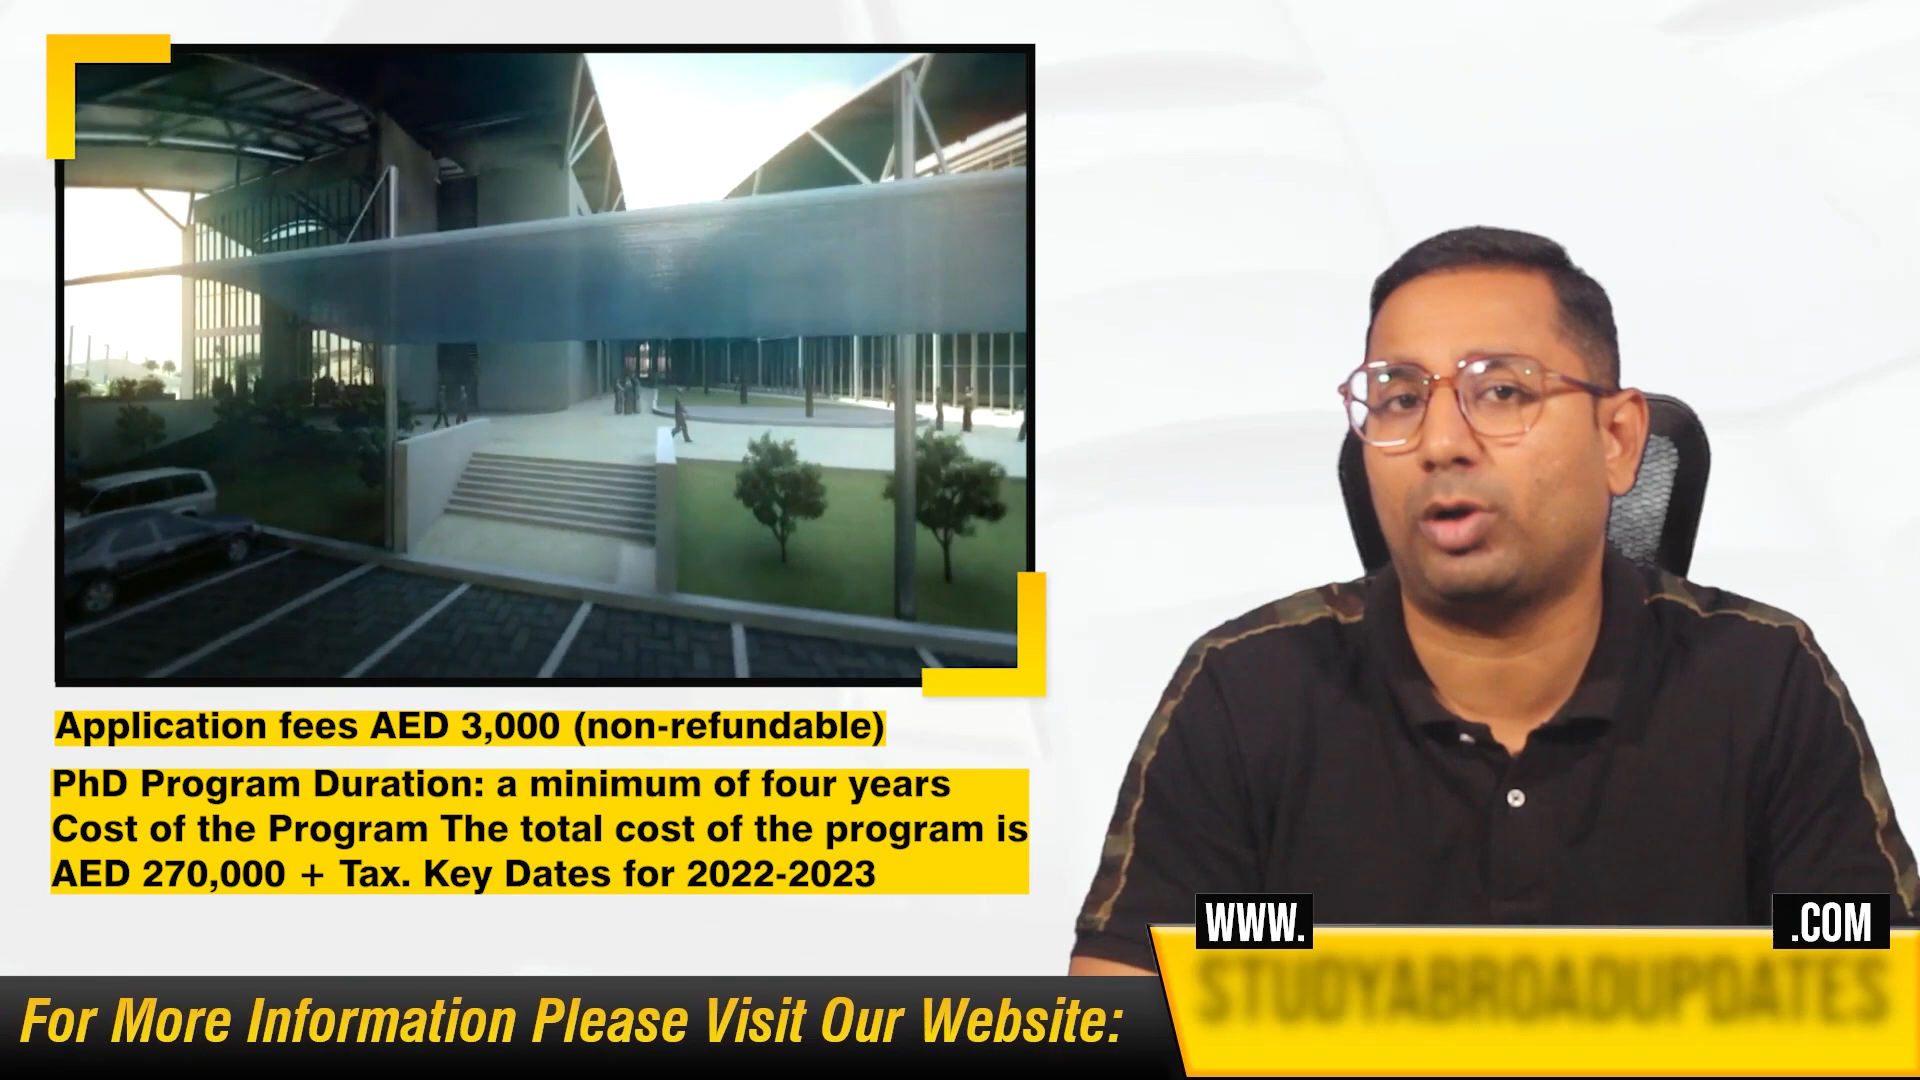 Application fees AED 3,000 (non-refundable)
PhD Program Duration: a minimum of four years
Cost of the Program The total cost of the program is
AED 270,000 + Tax. Key Dates for 2022-2023
WWW.
.COM
STUDYABROADUPDATES
For More Information Please Visit Our Website: